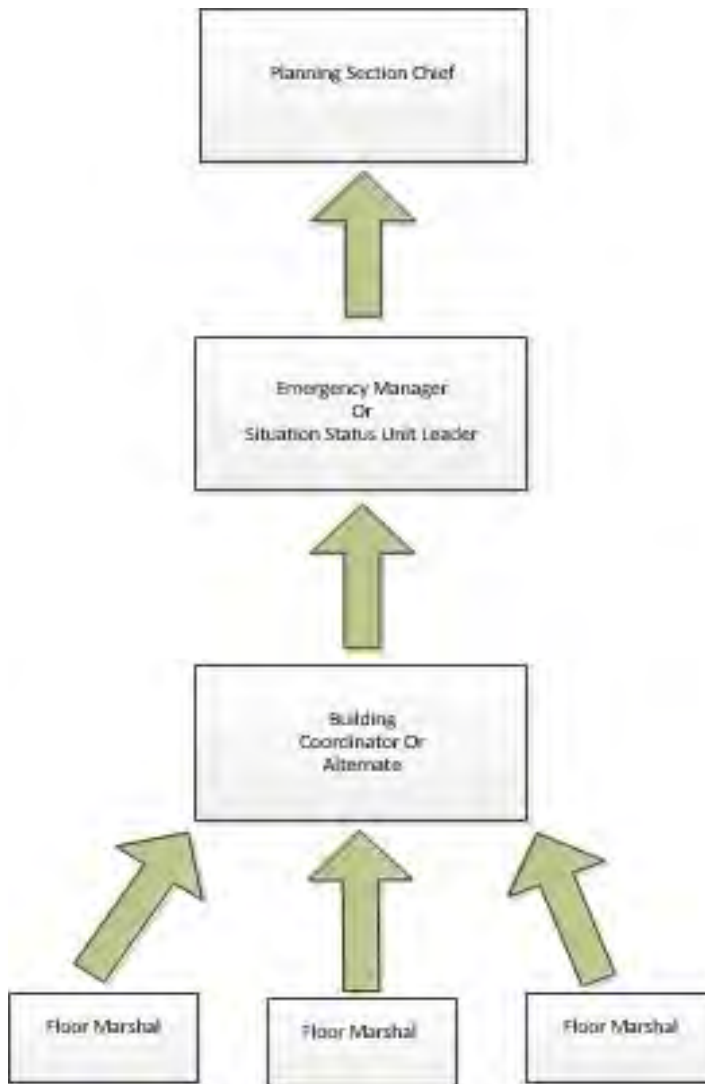 Planning Section Chief
Emergency Manager
Or
Situation Status Unit Leader
Building
Coordinator Or
Alternate
Floor Marshal
Floor Marshal
Floor Marshal